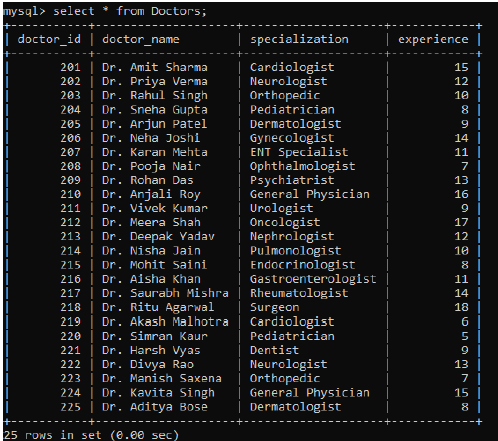 mysql> select * from Doctors;
+-----------+---------------------+--------------------+------------+
| doctor_id | doctor_name         | specialization     | experience |
+-----------+---------------------+--------------------+------------+
|       201 | Dr. Amit Sharma     | Cardiologist       |         15 |
|       202 | Dr. Priya Verma     | Neurologist        |         12 |
|       203 | Dr. Rahul Singh     | Orthopedic         |         10 |
|       204 | Dr. Sneha Gupta     | Pediatrician       |          8 |
|       205 | Dr. Arjun Patel     | Dermatologist      |          9 |
|       206 | Dr. Neha Joshi      | Gynecologist       |         14 |
|       207 | Dr. Karan Mehta     | ENT Specialist     |         11 |
|       208 | Dr. Pooja Nair      | Ophthalmologist    |          7 |
|       209 | Dr. Rohan Das       | Psychiatrist       |         13 |
|       210 | Dr. Anjali Roy      | General Physician  |         16 |
|       211 | Dr. Vivek Kumar     | Urologist          |          9 |
|       212 | Dr. Meera Shah      | Oncologist         |         17 |
|       213 | Dr. Deepak Yadav    | Nephrologist       |         12 |
|       214 | Dr. Nisha Jain      | Pulmonologist      |         10 |
|       215 | Dr. Mohit Saini     | Endocrinologist    |          8 |
|       216 | Dr. Aisha Khan      | Gastroenterologist |         11 |
|       217 | Dr. Saurabh Mishra  | Rheumatologist     |         14 |
|       218 | Dr. Ritu Agarwal    | Surgeon            |         18 |
|       219 | Dr. Akash Malhotra  | Cardiologist       |          6 |
|       220 | Dr. Simran Kaur     | Pediatrician       |          5 |
|       221 | Dr. Harsh Vyas      | Dentist            |          9 |
|       222 | Dr. Divya Rao       | Neurologist        |         13 |
|       223 | Dr. Manish Saxena   | Orthopedic         |          7 |
|       224 | Dr. Kavita Singh    | General Physician  |         15 |
|       225 | Dr. Aditya Bose     | Dermatologist      |          8 |
+-----------+---------------------+--------------------+------------+
25 rows in set (0.00 sec)